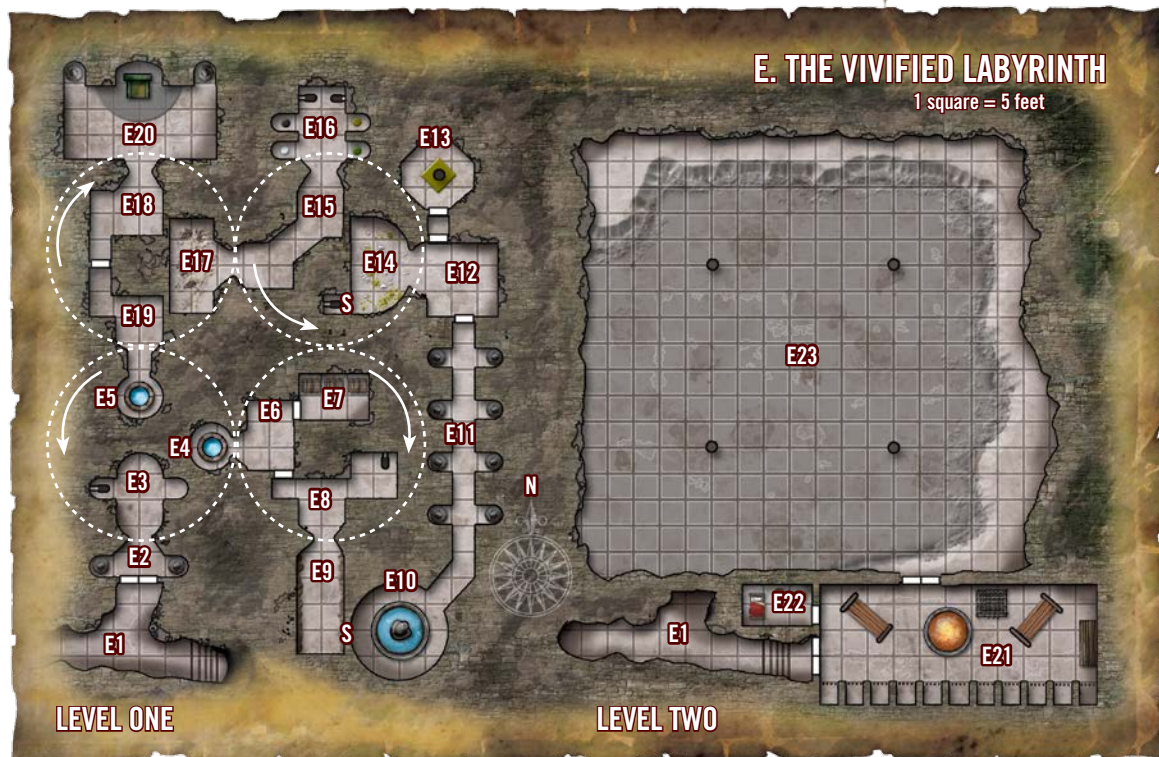 E. THE VIVIFIED LABYRINTH
1 square = 5 feet
E20
E16
E13
E18
E15
E17
E14
E12
S
E19
E23
E5
E6
E7
E4
E11
E3
N
E8
E2
E9
E10
E22
E1
S
E1
E21
LEVEL ONE
LEVEL TWO